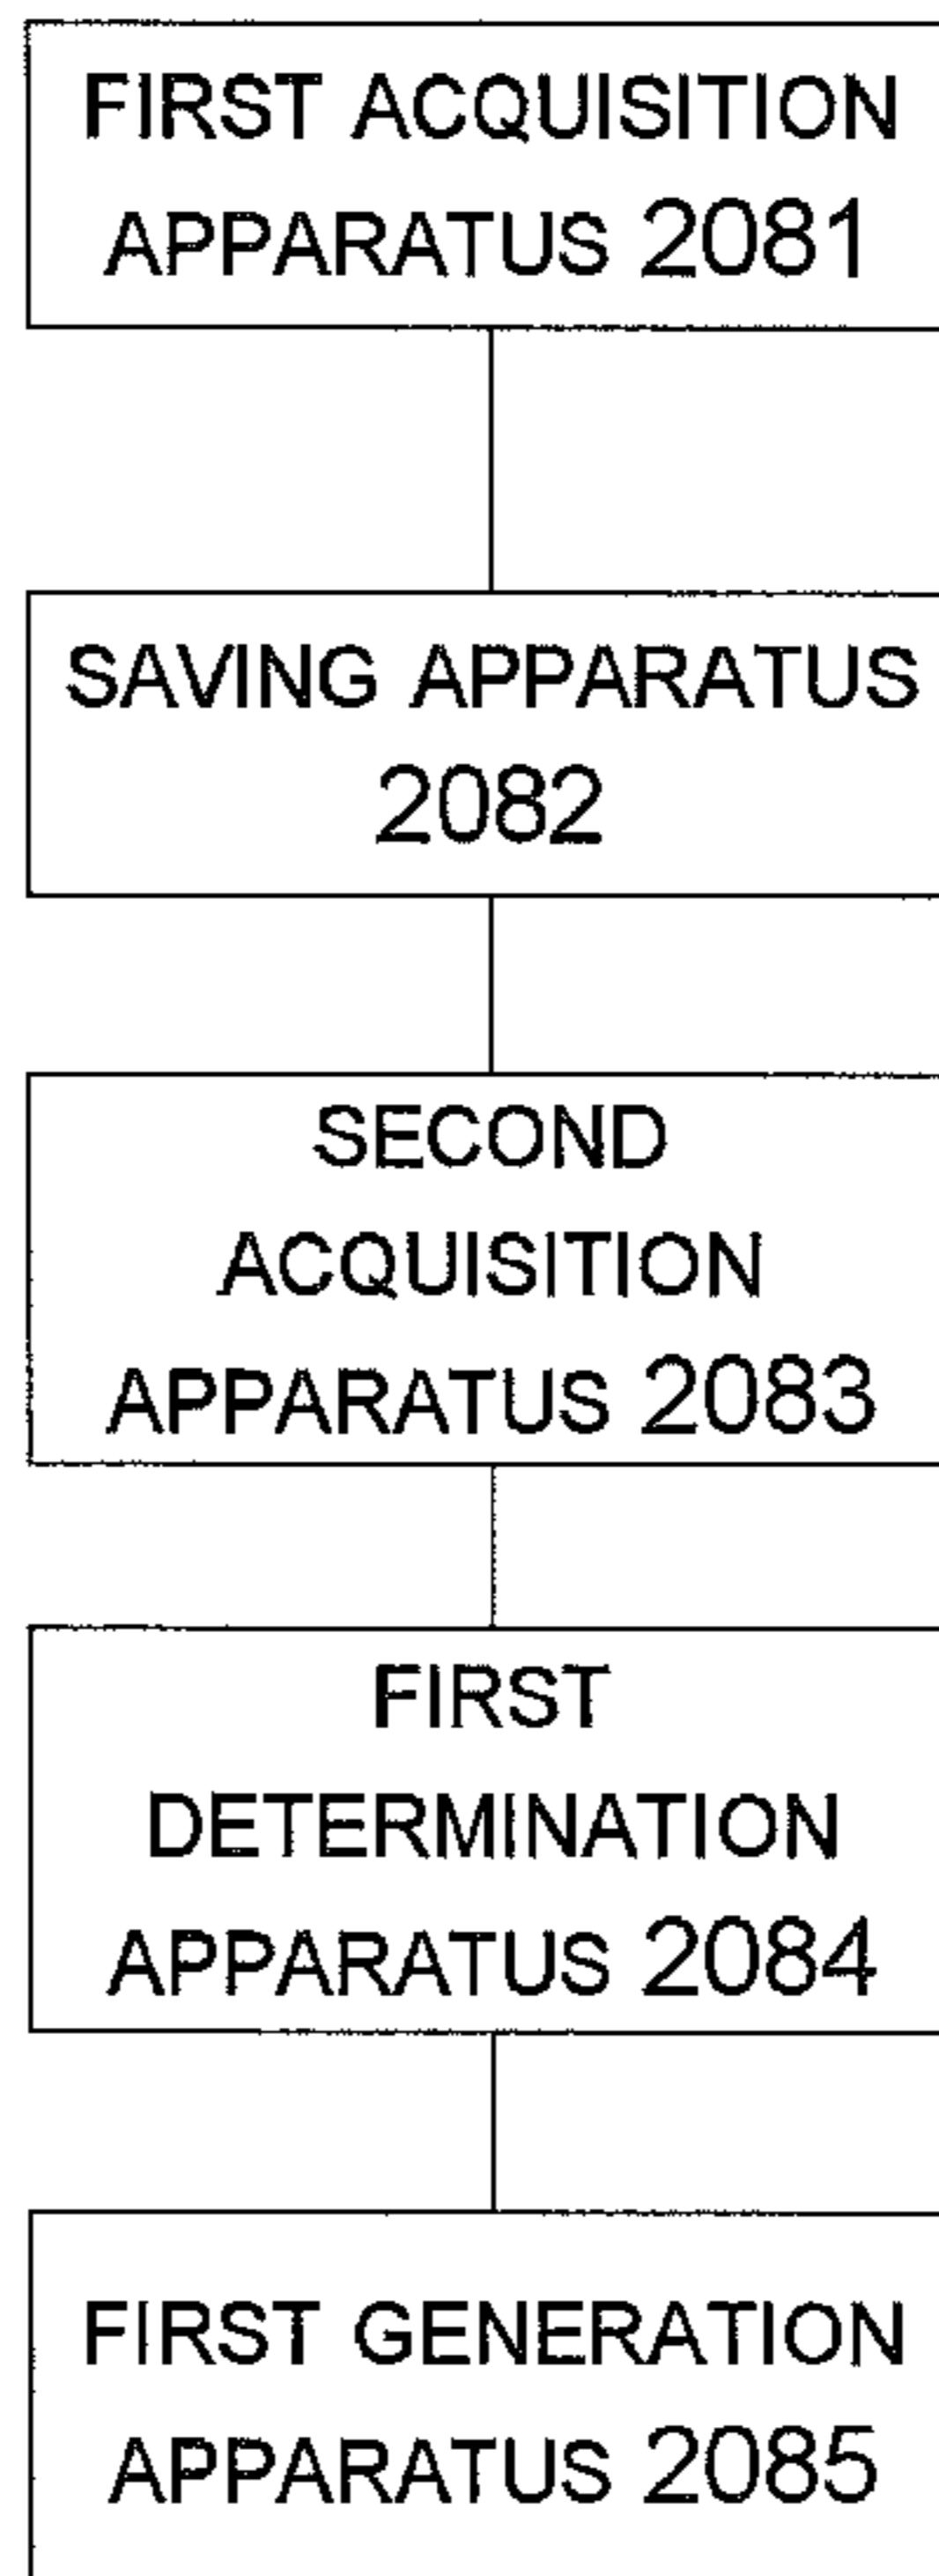 FIRST ACQUISITION
APPARATUS 2081
SAVING APPARATUS
2082
SECOND
ACQUISITION
APPARATUS 2083
FIRST
DETERMINATION
APPARATUS 2084
FIRST GENERATION
APPARATUS 2085